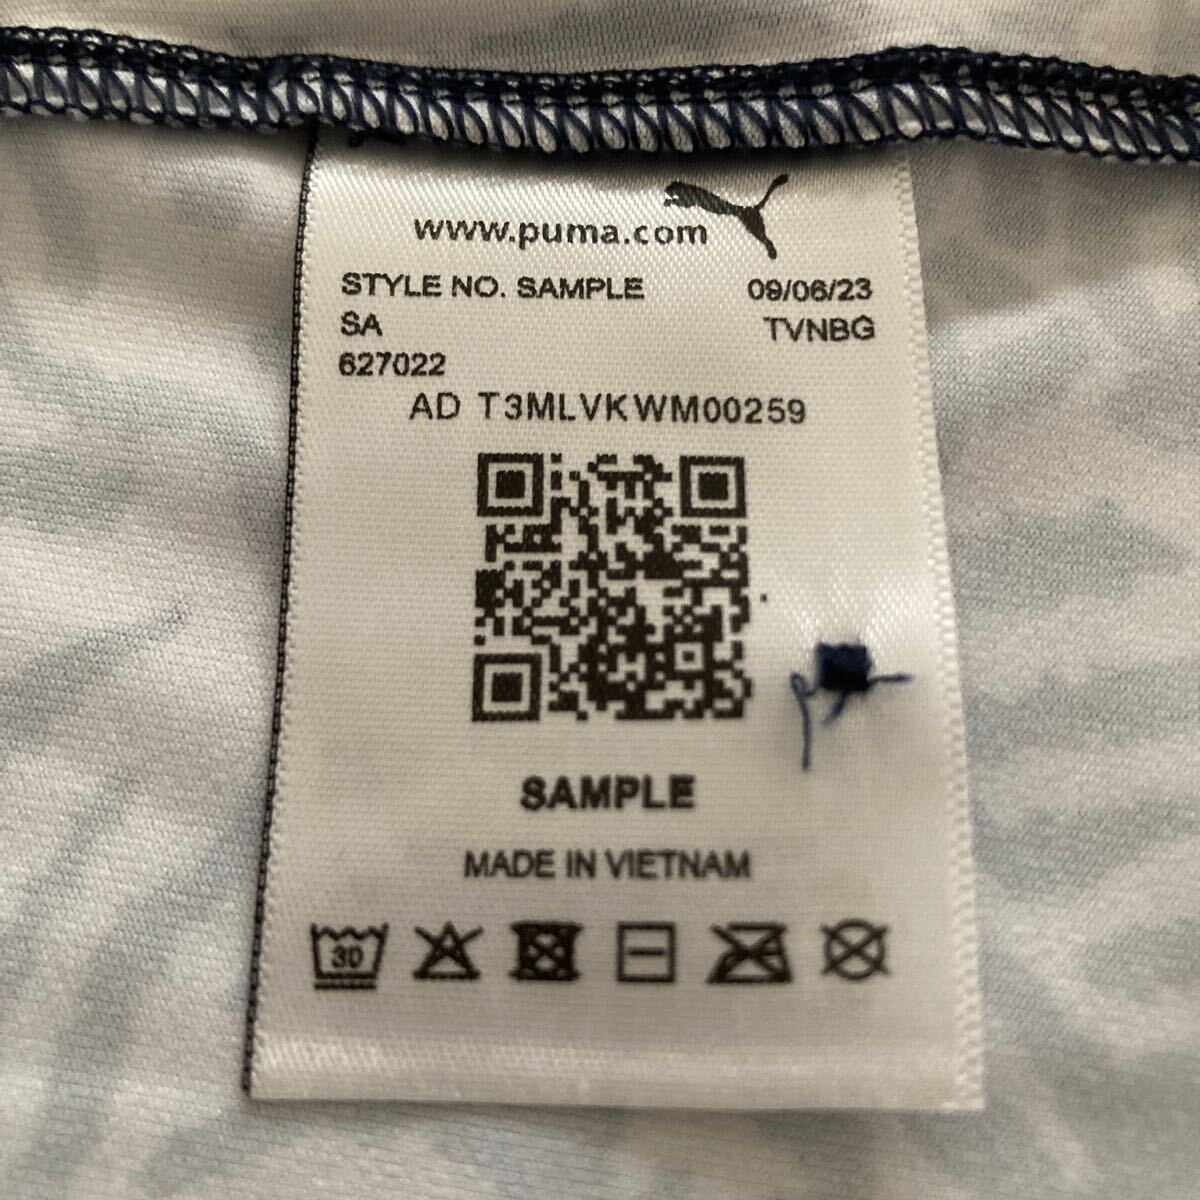 www.puma.com
STYLE NO. SAMPLE 09/06/23
SA TVNBG
627022
AD T3MLVKWM00259
SAMPLE
MADE IN VIETNAM
30